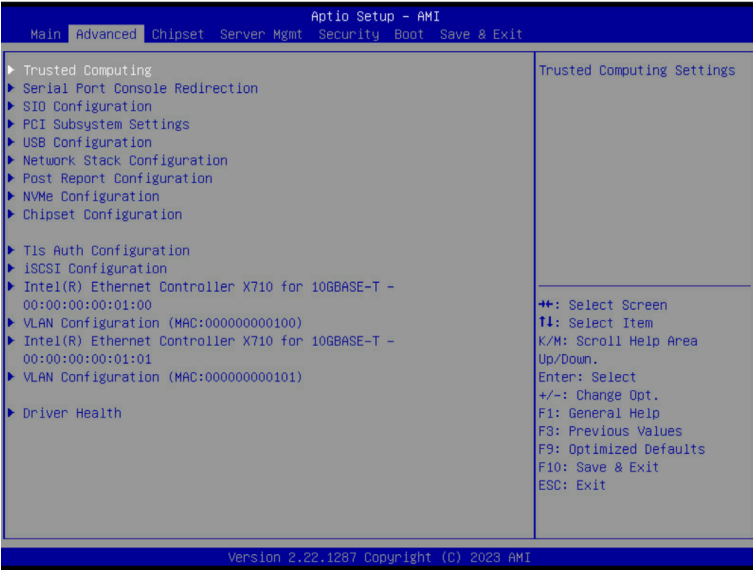 Aptio Setup - AMI
Main Advanced Chipset Server Mgmt Security Boot Save & Exit
▶ Trusted Computing
▶ Serial Port Console Redirection
▶ SIO Configuration
▶ PCI Subsystem Settings
▶ USB Configuration
▶ Network Stack Configuration
▶ Post Report Configuration
▶ NVMe Configuration
▶ Chipset Configuration
▶ Tls Auth Configuration
▶ iSCSI Configuration
▶ Intel(R) Ethernet Controller X710 for 10GBASE-T -
00:00:00:00:01:00
▶ VLAN Configuration (MAC:000000000100)
▶ Intel(R) Ethernet Controller X710 for 10GBASE-T -
00:00:00:00:01:01
▶ VLAN Configuration (MAC:000000000101)
▶ Driver Health
Trusted Computing Settings
→←: Select Screen
↑↓: Select Item
K/M: Scroll Help Area
Up/Down.
Enter: Select
+/-: Change Opt.
F1: General Help
F3: Previous Values
F9: Optimized Defaults
F10: Save & Exit
ESC: Exit
Version 2.22.1287 Copyright (C) 2023 AMI